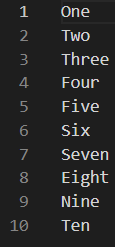 1 One
2 Two
3 Three
4 Four
5 Five
6 Six
7 Seven
8 Eight
9 Nine
10 Ten